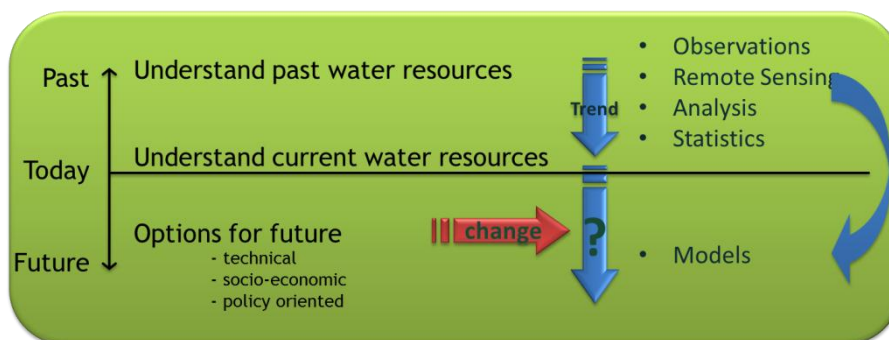 Past
Understand past water resources
Trend
• Observations
• Remote Sensing
• Analysis
• Statistics
Today
Understand current water resources
Future
Options for future
- technical
- socio-economic
- policy oriented
change
?
• Models